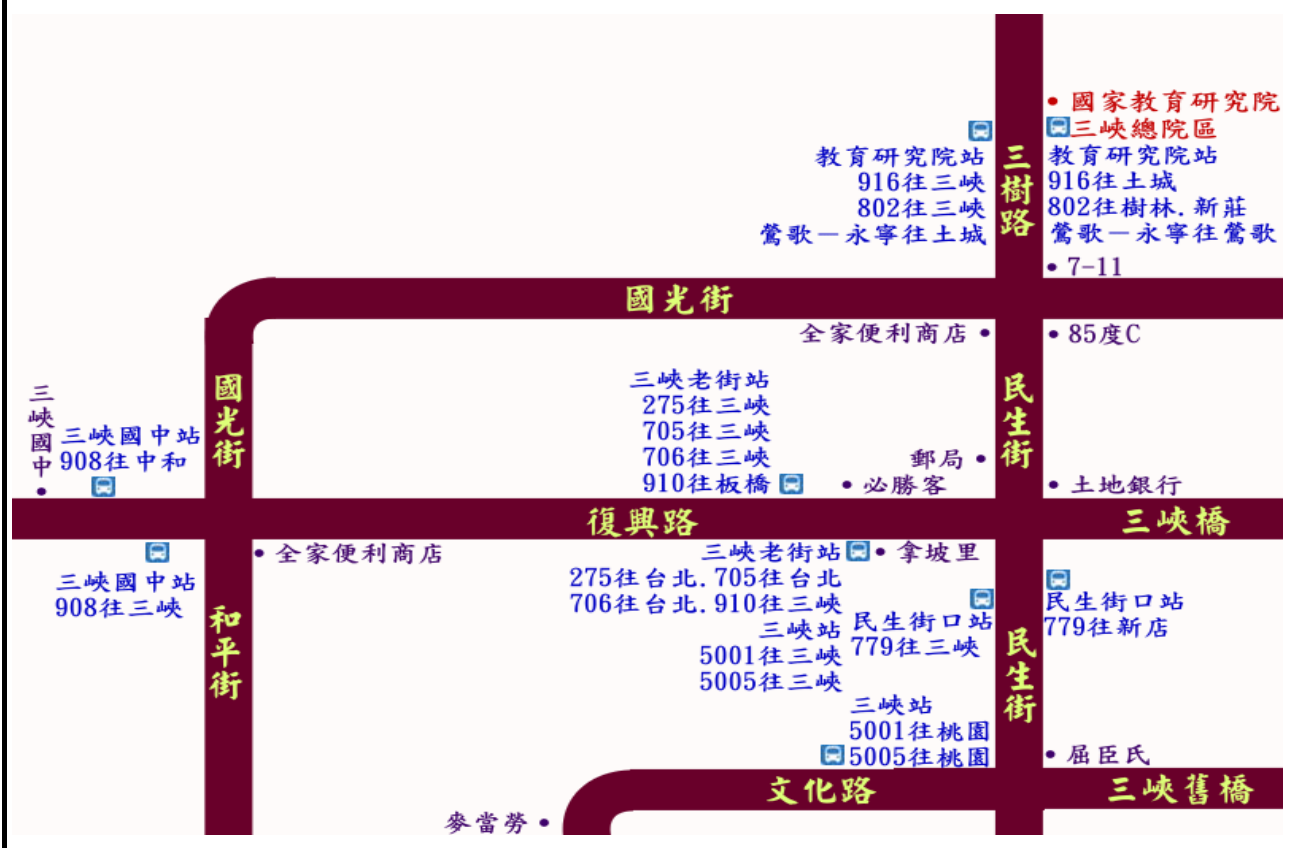 • 國家教育研究院
三峽總院區
教育研究院站
916往三峽
802往三峽
鶯歌－永寧往土城
三樹路
教育研究院站
916往土城
802往樹林.新莊
鶯歌－永寧往鶯歌
• 7-11
國光街
全家便利商店 •
• 85度C
國光街
三峽國中 •
三峽國中站
908往中和
三峽老街站
275往三峽
705往三峽
706往三峽
910往板橋
民生街
郵局 •
• 必勝客
• 土地銀行
復興路
三峽橋
三峽國中站
908往三峽
• 全家便利商店
和平街
三峽老街站
275往台北.705往台北
706往台北.910往三峽
三峽站
5001往三峽
5005往三峽
• 拿坡里
民生街口站
779往三峽
民生街
民生街口站
779往新店
三峽站
5001往桃園
5005往桃園
• 屈臣氏
文化路
三峽舊橋
麥當勞 •